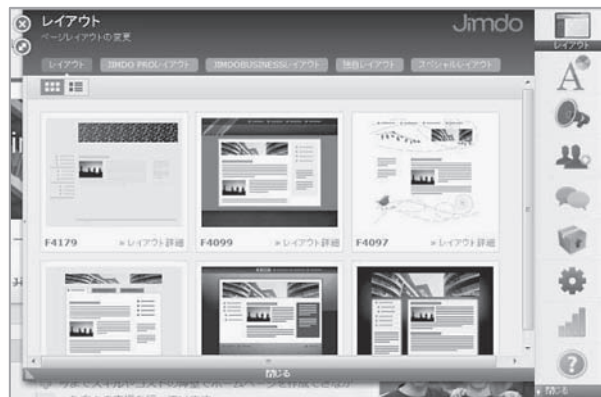 レイアウト
Jimdo
ページレイアウトの変更
レイアウト
レイアウト
JIMDO PROレイアウト
JIMDOBUSINESSレイアウト
独自レイアウト
スペシャルレイアウト
F4179
» レイアウト詳細
F4099
» レイアウト詳細
F4097
» レイアウト詳細
閉じる
閉じる